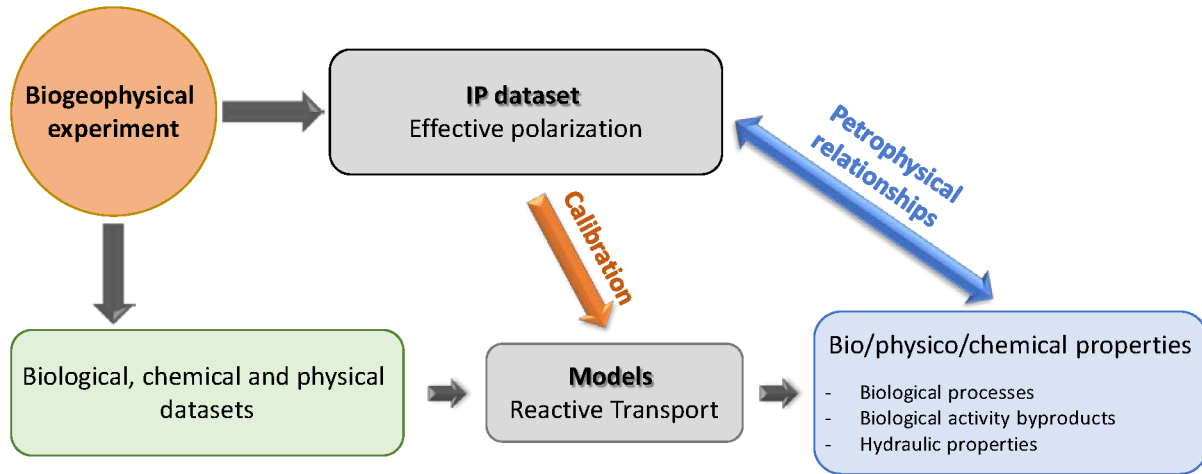 Biogeophysical
experiment
IP dataset
Effective polarization
Petrophysical
relationships
Calibration
Biological, chemical and physical
datasets
Models
Reactive Transport
Bio/physico/chemical properties
- Biological processes
- Biological activity byproducts
- Hydraulic properties